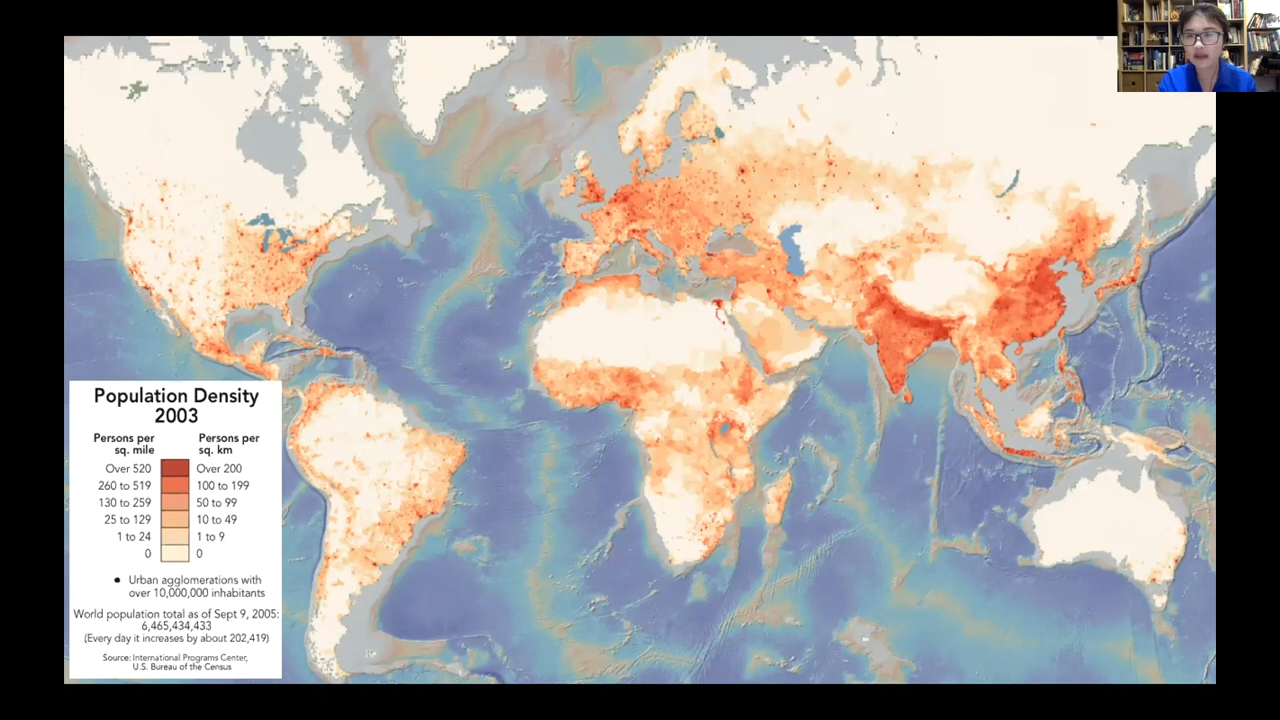 Population Density
2003
Persons per Persons per
sq. mile sq. km
Over 520 Over 200
260 to 519 100 to 199
130 to 259 50 to 99
25 to 129 10 to 49
1 to 24 1 to 9
0 0
Urban agglomerations with
over 10,000,000 inhabitants
World population total as of Sept 9, 2005:
6,465,434,433
(Every day it increases by about 202,419)
Source: International Programs Center,
U.S. Bureau of the Census